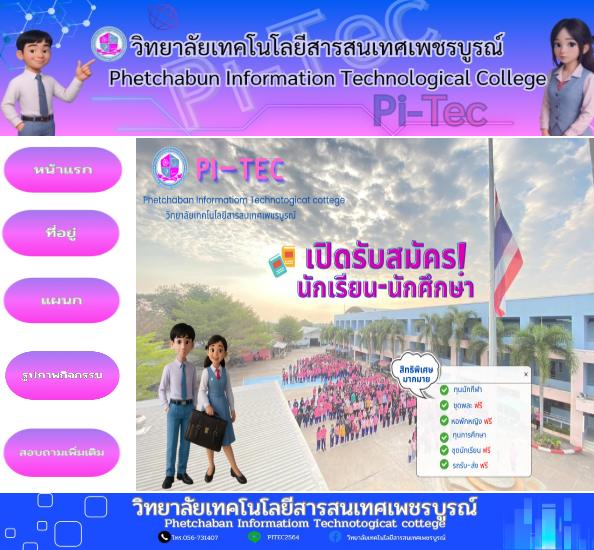 Pi-Tec
วิทยาลัยเทคโนโลยีสารสนเทศเพชรบูรณ์
Phetchabun Information Technological College
Pi-Tec
หน้าแรก
ที่อยู่
แผนก
รูปภาพกิจกรรม
สอบถามเพิ่มเติม
PI-TEC
Phetchaban Informatiom Technotogicat cottege
วิทยาลัยเทคโนโลยีสารสนเทศเพชรบูรณ์
เปิดรับสมัคร!
นักเรียน-นักศึกษา
สิทธิพิเศษ
มากมาย
x
ทุนนักกีฬา
ชุดพละ ฟรี
หอพักหญิง ฟรี
ทุนการศึกษา
ชุดนักเรียน ฟรี
รถรับ-ส่ง ฟรี
วิทยาลัยเทคโนโลยีสารสนเทศเพชรบูรณ์
Phetchaban Informatiom Technotogicat cottege
โทร.056-731407
PITEC2564
วิทยาลัยเทคโนโลยีสารสนเทศเพชรบูรณ์